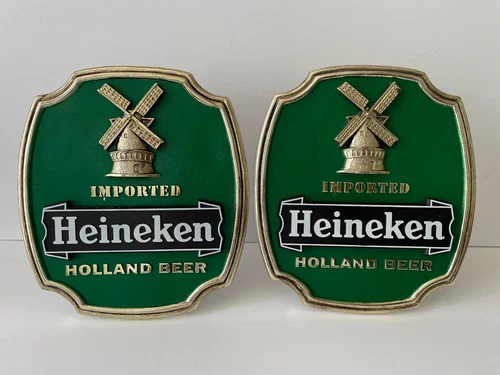 IMPORTED
Heineken
HOLLAND BEER
IMPORTED
Heineken
HOLLAND BEER